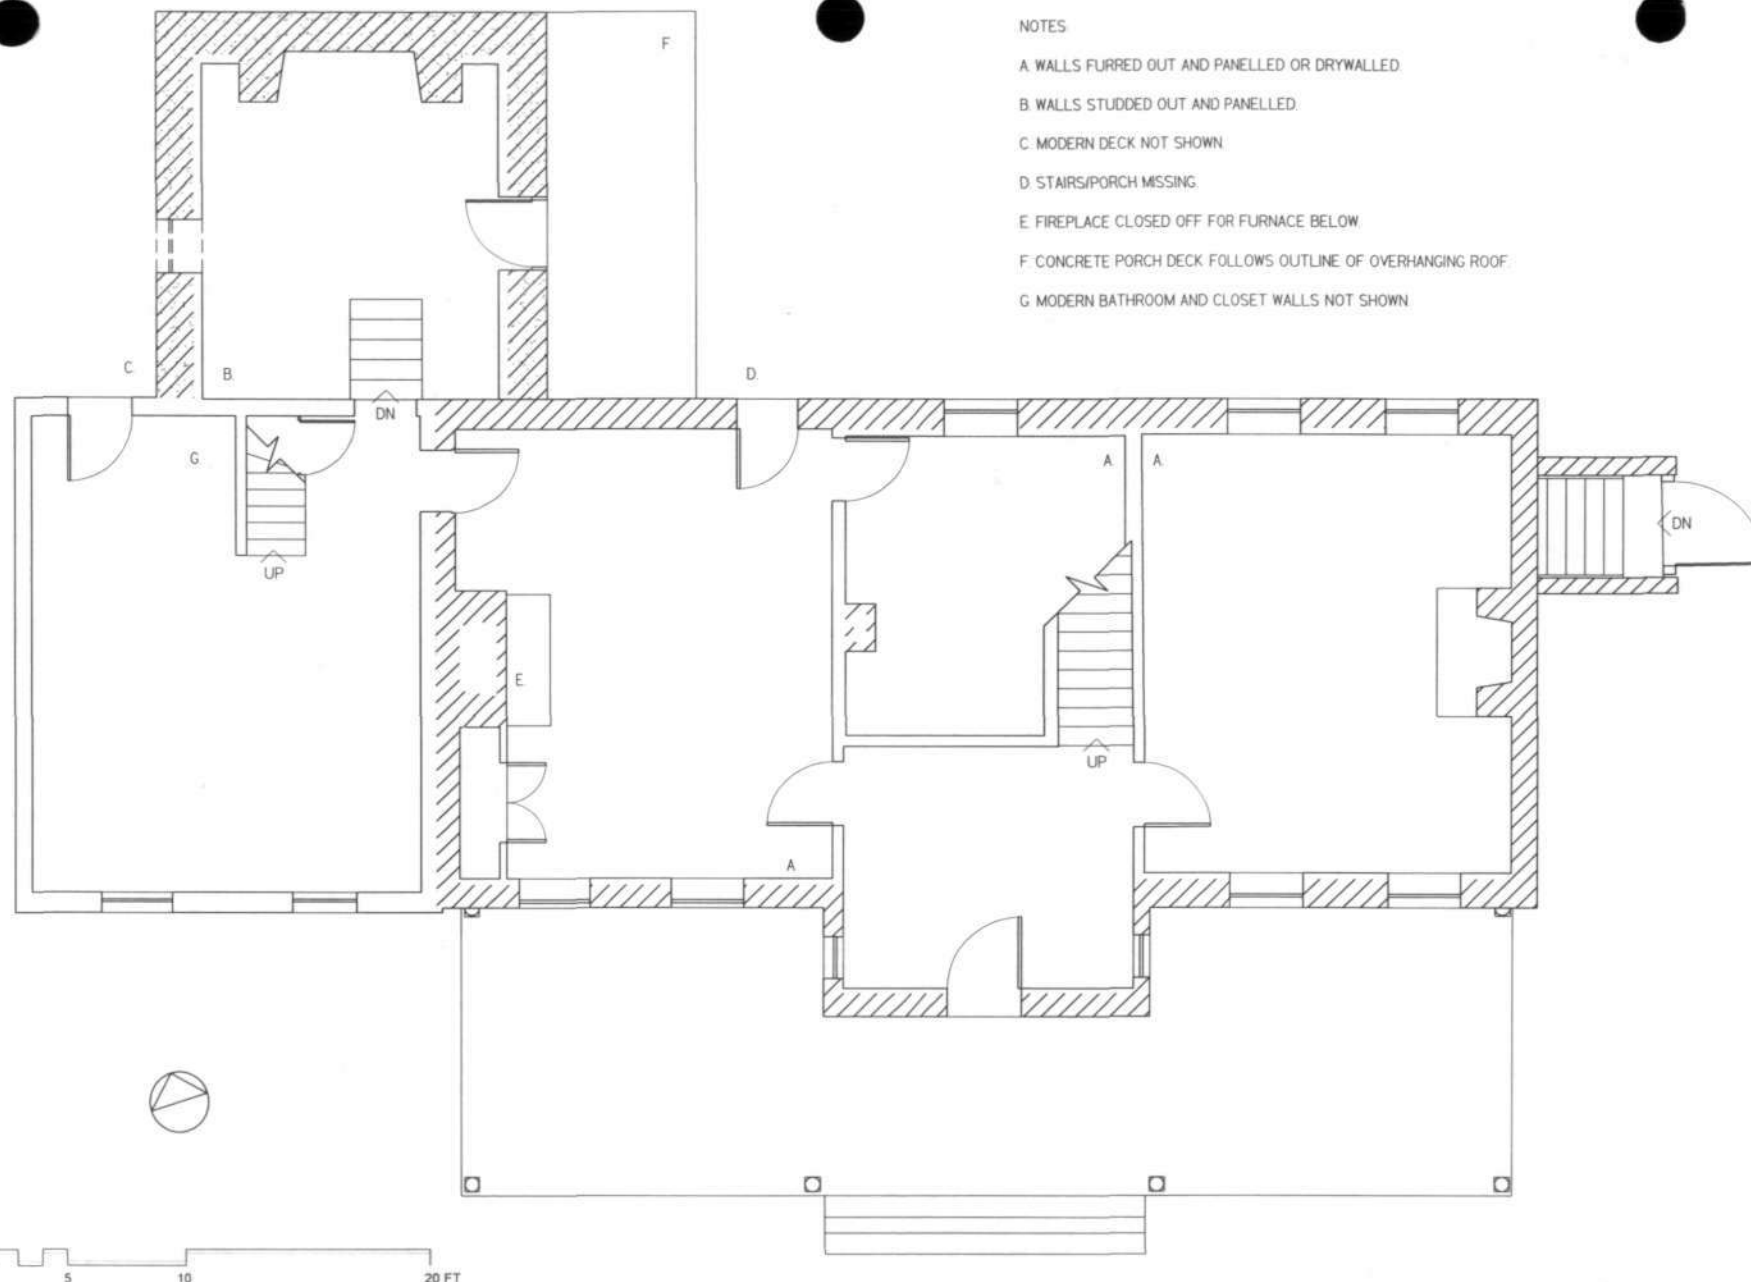 NOTES
A. WALLS FURRED OUT AND PANELLED OR DRYWALLED.
B. WALLS STUDDED OUT AND PANELLED.
C. MODERN DECK NOT SHOWN.
D. STAIRS/PORCH MISSING.
E. FIREPLACE CLOSED OFF FOR FURNACE BELOW.
F. CONCRETE PORCH DECK FOLLOWS OUTLINE OF OVERHANGING ROOF.
G. MODERN BATHROOM AND CLOSET WALLS NOT SHOWN.
F.
C.
B.
D.
DN
G.
A.
A.
DN
UP
E.
UP
A.
5 10 20 FT